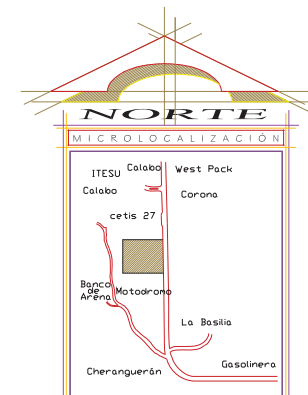 NORTE
MICROLOCALIZACIÓN
Calabo
West Pack
ITESU
Calabo
Corona
cetis 27
Banco
de
Arena
Motodromo
La Basilia
Gasolinera
Cheranguerán